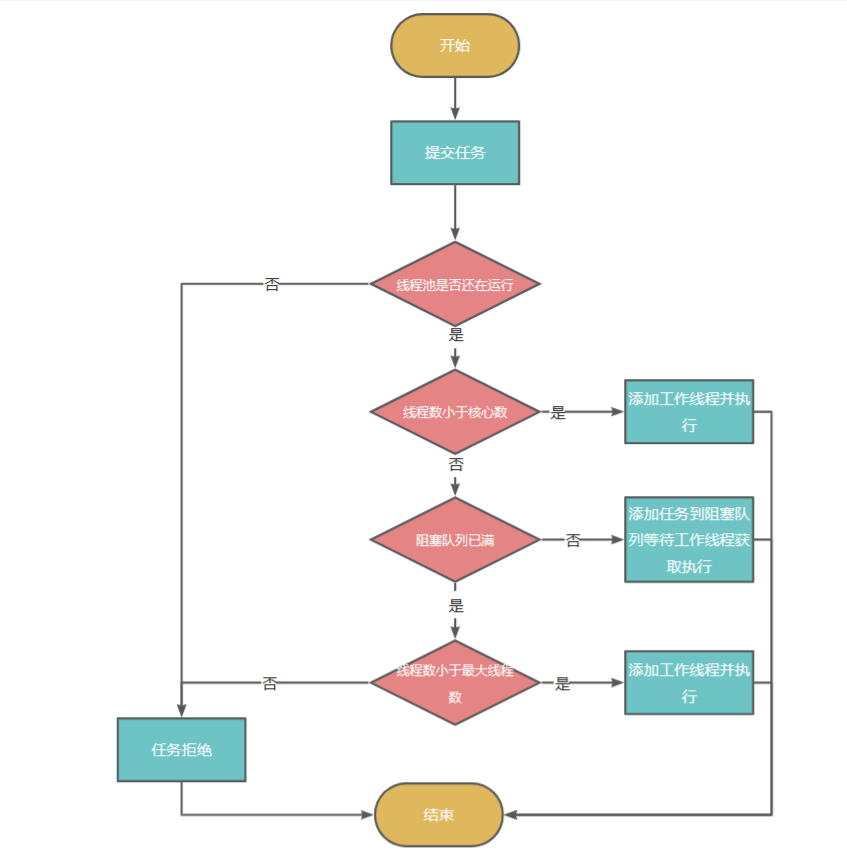 开始
提交任务
线程池是否还在运行
否
是
线程数小于核心数
是
添加工作线程并执
行
否
阻塞队列已满
否
添加任务到阻塞队
列等待工作线程获
取执行
是
线程数小于最大线程
数
否
是
添加工作线程并执
行
任务拒绝
结束